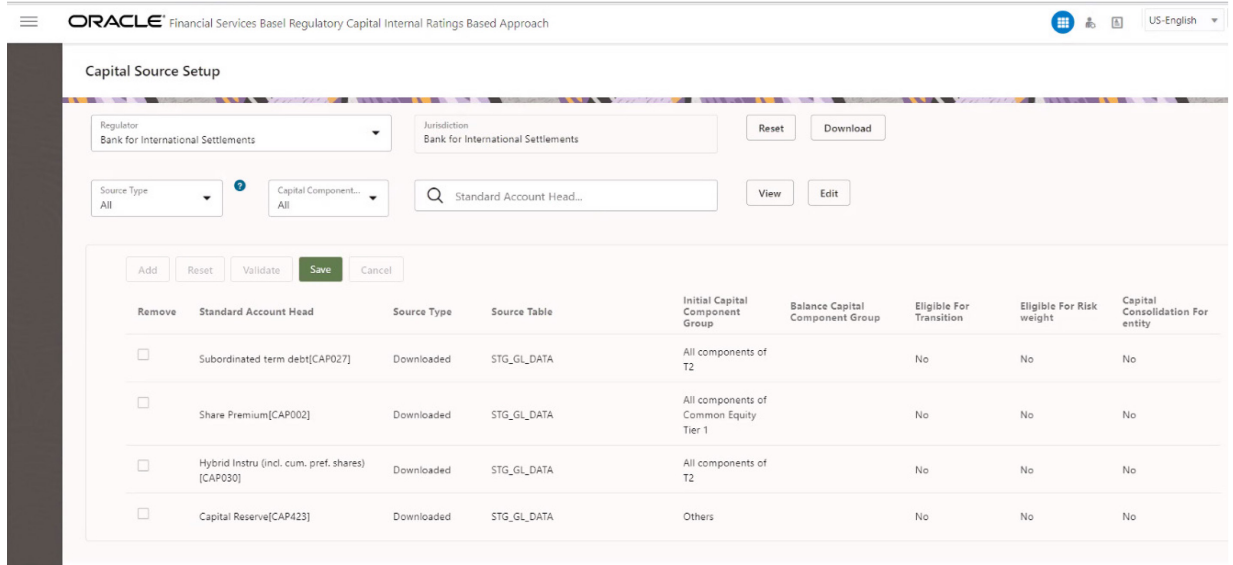 ORACLE® Financial Services Basel Regulatory Capital Internal Ratings Based Approach
US-English
Capital Source Setup
Regulator
Bank for International Settlements
Jurisdiction
Bank for International Settlements
Reset
Download
Source Type
All
?
Capital Component...
All
Standard Account Head...
View
Edit
Add
Reset
Validate
Save
Cancel
Remove
Standard Account Head
Source Type
Source Table
Initial Capital
Component
Group
Balance Capital
Component Group
Eligible For
Transition
Eligible For Risk
weight
Capital
Consolidation For
entity
Subordinated term debt[CAP027]
Downloaded
STG_GL_DATA
All components of
T2
No
No
No
Share Premium[CAP002]
Downloaded
STG_GL_DATA
All components of
Common Equity
Tier 1
No
No
No
Hybrid Instru (incl. cum. pref. shares)
[CAP030]
Downloaded
STG_GL_DATA
All components of
T2
No
No
No
Capital Reserve[CAP423]
Downloaded
STG_GL_DATA
Others
No
No
No